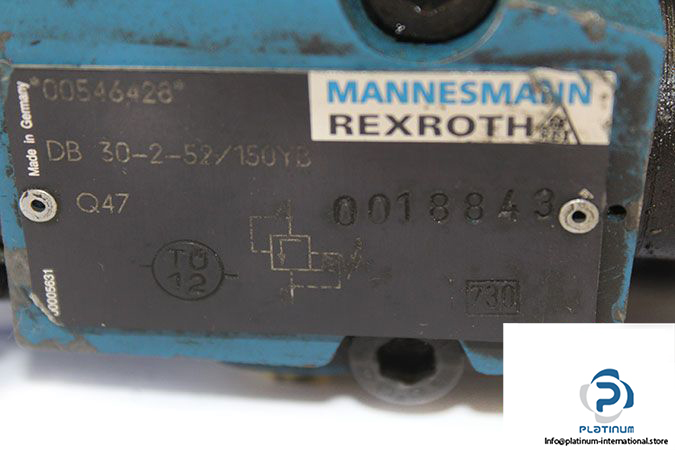 *00546428*
MANNESMANN
REXROTH
Made in Germany
DB 30-2-52/150YB
Q47
0018843
TÜ
12
730
00005631
PLATINUM
Info@platinum-international.store